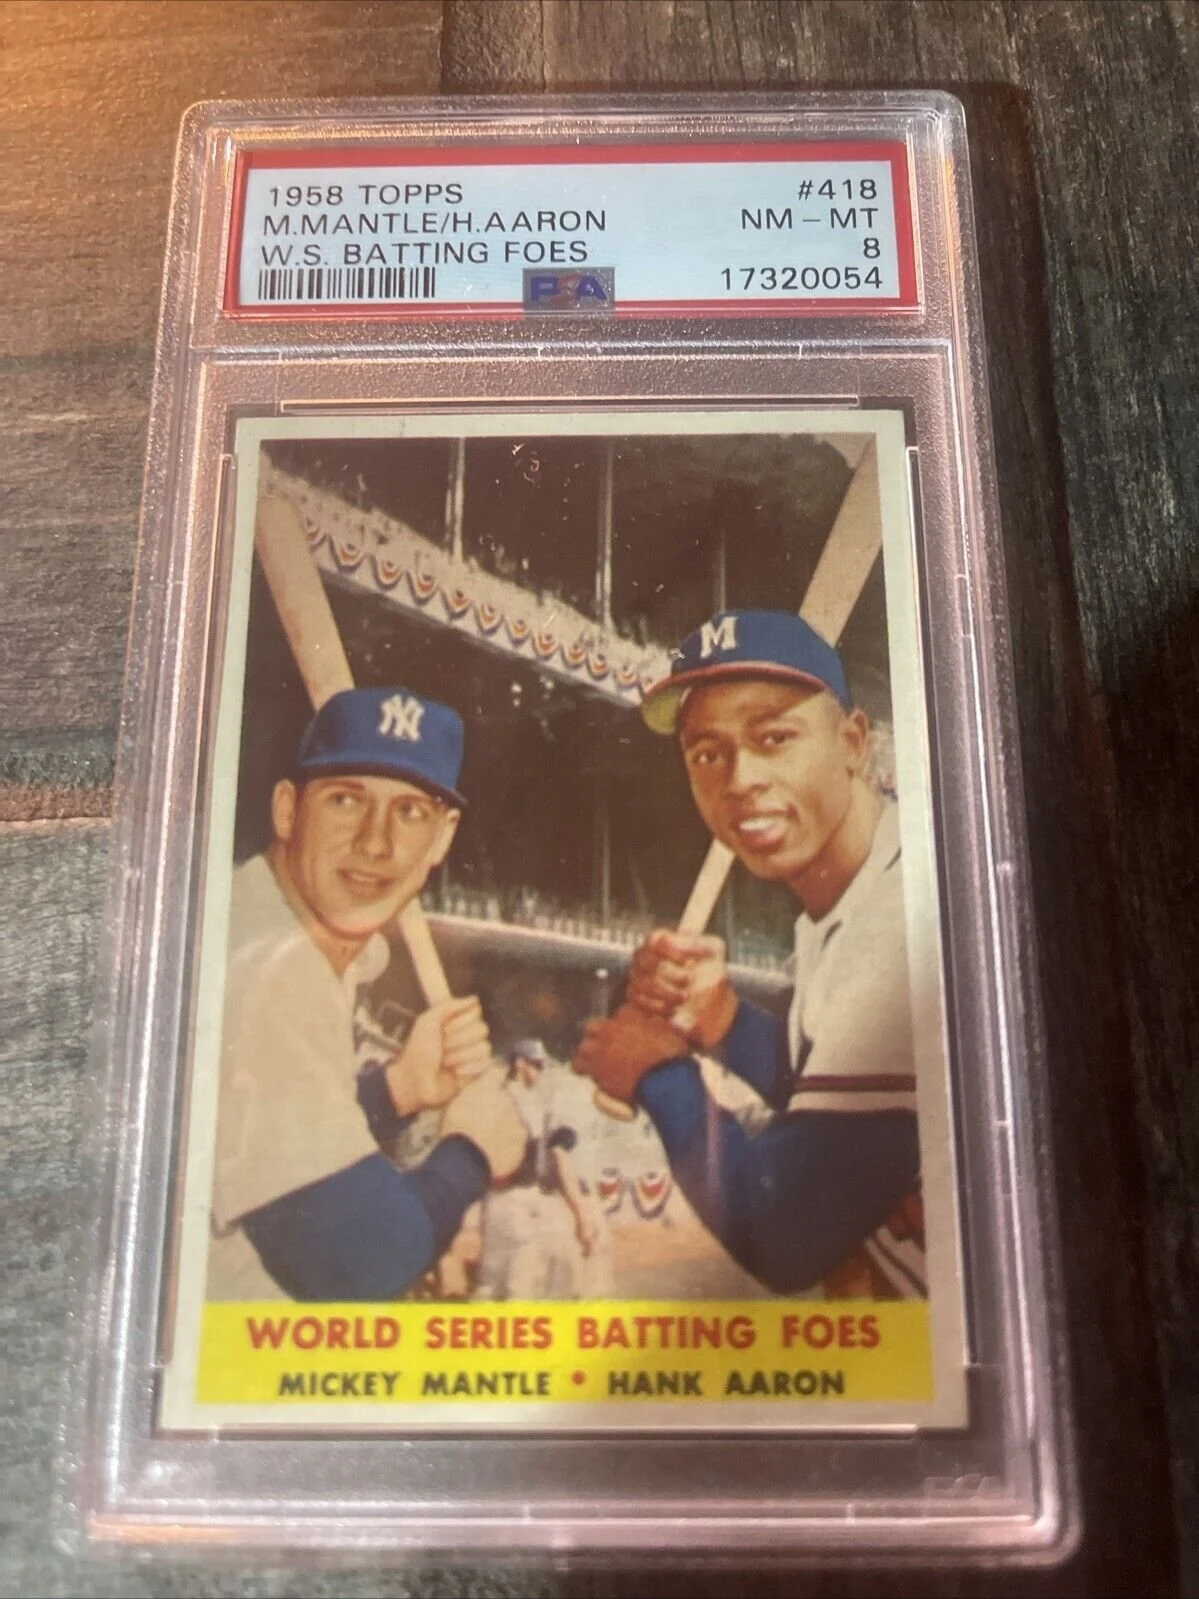 1958 TOPPS #418
M.MANTLE/H.AARON NM - MT
W.S. BATTING FOES 8
PSA 17320054
NY
M
WORLD SERIES BATTING FOES
MICKEY MANTLE • HANK AARON